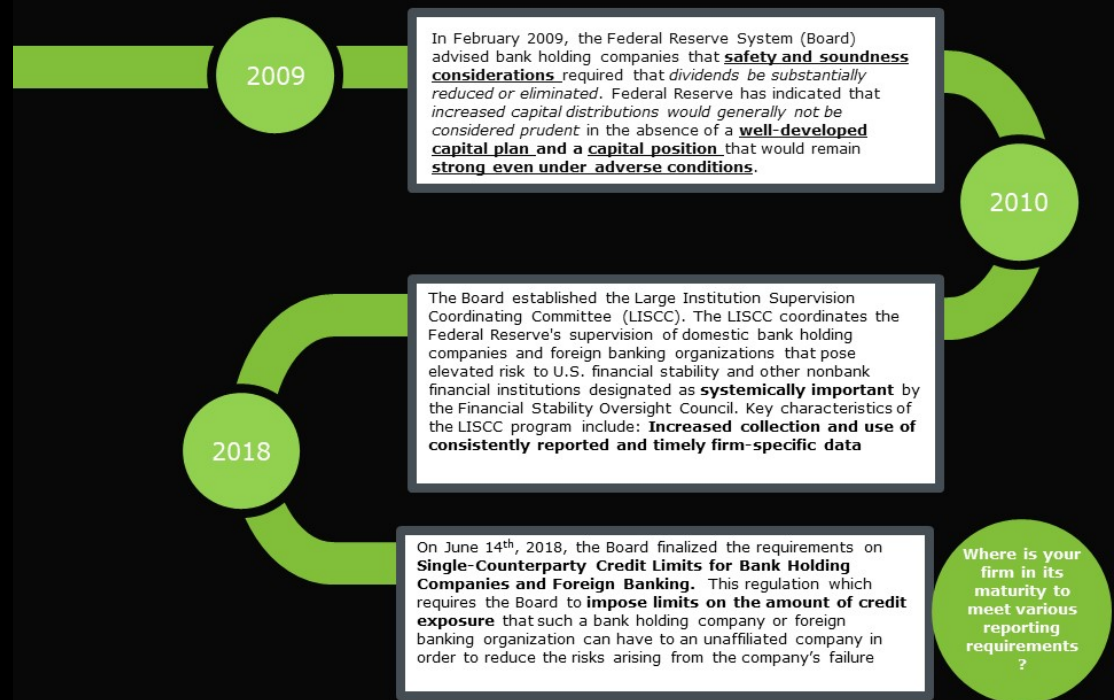 2009
In February 2009, the Federal Reserve System (Board)
advised bank holding companies that safety and soundness
considerations required that dividends be substantially
reduced or eliminated. Federal Reserve has indicated that
increased capital distributions would generally not be
considered prudent in the absence of a well-developed
capital plan and a capital position that would remain
strong even under adverse conditions.
2010
The Board established the Large Institution Supervision
Coordinating Committee (LISCC). The LISCC coordinates the
Federal Reserve's supervision of domestic bank holding
companies and foreign banking organizations that pose
elevated risk to U.S. financial stability and other nonbank
financial institutions designated as systemically important by
the Financial Stability Oversight Council. Key characteristics of
the LISCC program include: Increased collection and use of
consistently reported and timely firm-specific data
2018
On June 14th, 2018, the Board finalized the requirements on
Single-Counterparty Credit Limits for Bank Holding
Companies and Foreign Banking. This regulation which
requires the Board to impose limits on the amount of credit
exposure that such a bank holding company or foreign
banking organization can have to an unaffiliated company in
order to reduce the risks arising from the company's failure
Where is your
firm in its
maturity to
meet various
reporting
requirements
?